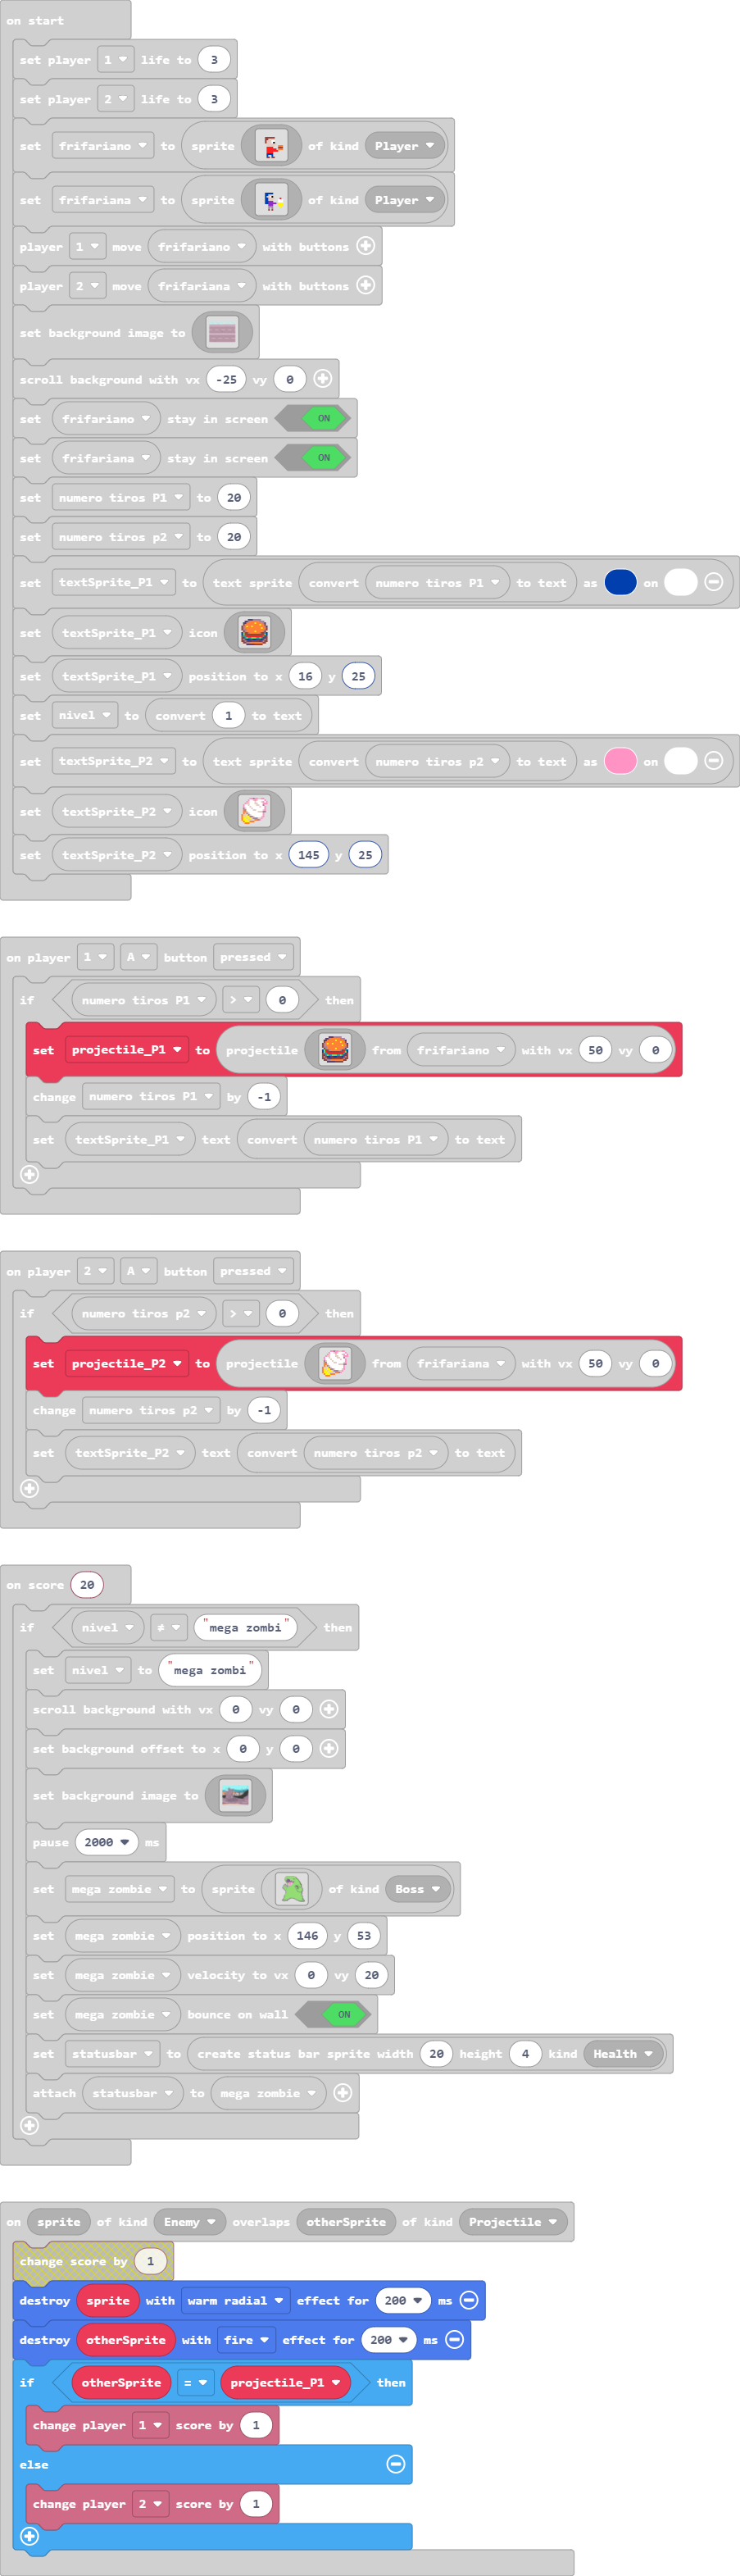 on start
set player 1 life to 3
set player 2 life to 3
set frifariano to sprite of kind Player
set frifariana to sprite of kind Player
player 1 move frifariano with buttons
player 2 move frifariana with buttons
set background image to
scroll background with vx -25 vy 0
set frifariano stay in screen ON
set frifariana stay in screen ON
set numero tiros P1 to 20
set numero tiros p2 to 20
set textSprite_P1 to text sprite convert numero tiros P1 to text as on
set textSprite_P1 icon
set textSprite_P1 position to x 16 y 25
set nivel to convert 1 to text
set textSprite_P2 to text sprite convert numero tiros p2 to text as on
set textSprite_P2 icon
set textSprite_P2 position to x 145 y 25
on player 1 A button pressed
if numero tiros P1 > 0 then
set projectile_P1 to projectile from frifariano with vx 50 vy 0
change numero tiros P1 by -1
set textSprite_P1 text convert numero tiros P1 to text
on player 2 A button pressed
if numero tiros p2 > 0 then
set projectile_P2 to projectile from frifariana with vx 50 vy 0
change numero tiros p2 by -1
set textSprite_P2 text convert numero tiros p2 to text
on score 20
if nivel ≠ "mega zombi" then
set nivel to "mega zombi"
scroll background with vx 0 vy 0
set background offset to x 0 y 0
set background image to
pause 2000 ms
set mega zombie to sprite of kind Boss
set mega zombie position to x 146 y 53
set mega zombie velocity to vx 0 vy 20
set mega zombie bounce on wall ON
set statusbar to create status bar sprite width 20 height 4 kind Health
attach statusbar to mega zombie
on sprite of kind Enemy overlaps otherSprite of kind Projectile
change score by 1
destroy sprite with warm radial effect for 200 ms
destroy otherSprite with fire effect for 200 ms
if otherSprite = projectile_P1 then
change player 1 score by 1
else
change player 2 score by 1